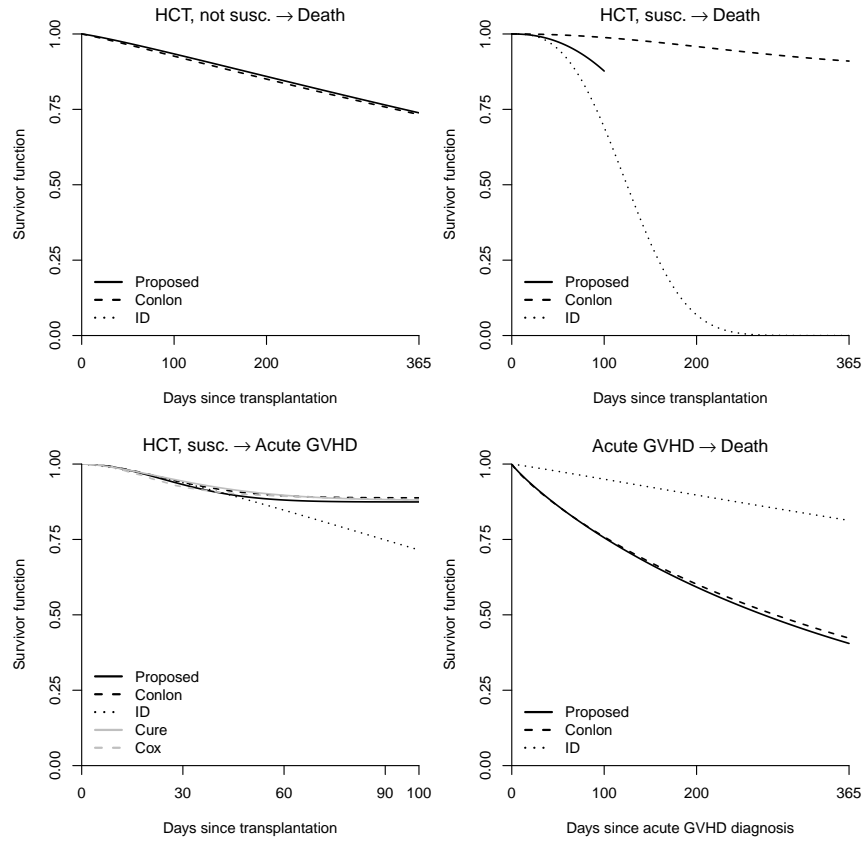 HCT, not susc. → Death
Survivor function
1.00
0.75
0.50
0.25
0.00
Proposed
Conlon
ID
0 100 200 365
Days since transplantation
HCT, susc. → Death
Survivor function
1.00
0.75
0.50
0.25
0.00
Proposed
Conlon
ID
0 100 200 365
Days since transplantation
HCT, susc. → Acute GVHD
Survivor function
1.00
0.75
0.50
0.25
0.00
Proposed
Conlon
ID
Cure
Cox
0 30 60 90 100
Days since transplantation
Acute GVHD → Death
Survivor function
1.00
0.75
0.50
0.25
0.00
Proposed
Conlon
ID
0 100 200 365
Days since acute GVHD diagnosis